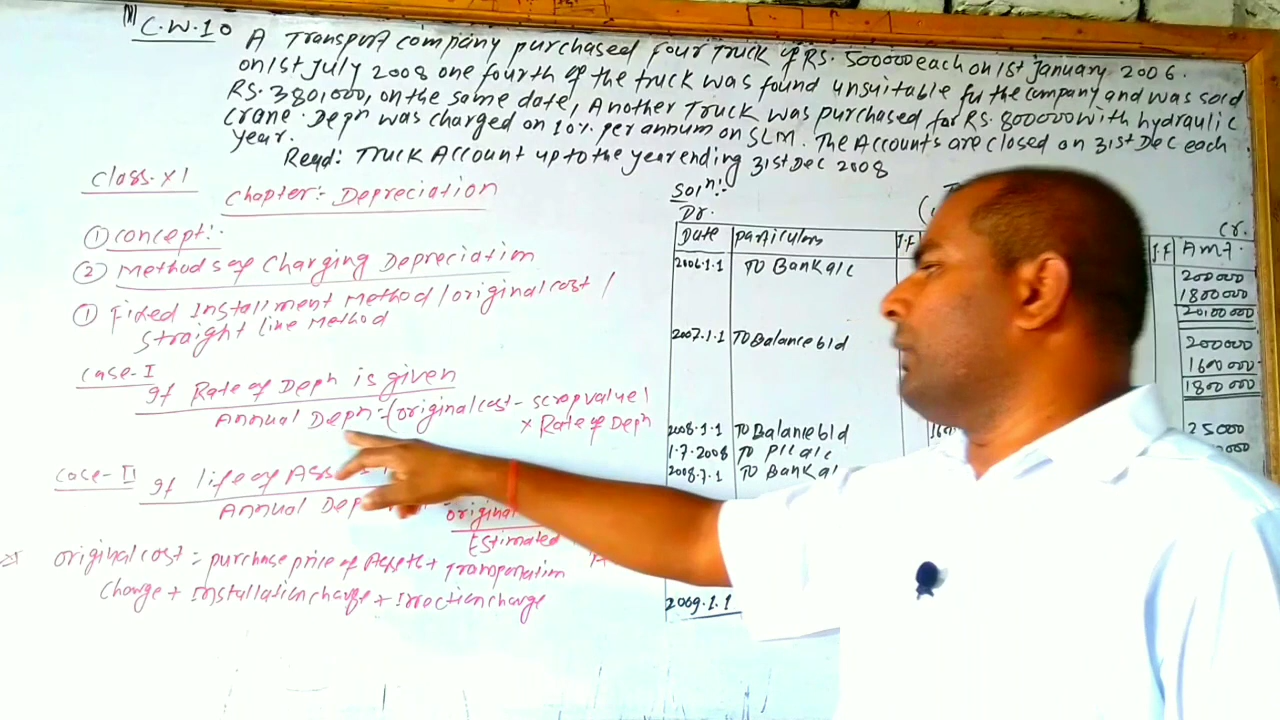 C.W.10 A Transport company purchased four Truck of RS. 500000 each on 1st January 2006.
on 1st July 2008 one fourth of the truck was found unsuitable for the company and was sold
RS. 3801,000, on the same date, Another Truck was purchased for RS. 800000 with hydraulic
crane. Depn was charged on 10% per annum on SLM. The Accounts are closed on 31st Dec each
year.
Reqd: Truck Account up to the year ending 31st Dec 2008
Class: XI
Chapter: Depreciation
① concept:
② Methods of Charging Depreciation
① Fixed Installment Method / original cost /
straight line Method
case-I
If Rate of Depn is given
Annual Depn = (original cost - scrap value)
× Rate of Depn
case-II If life of Assets
Annual Dep
original
Estimated
original cost = purchase price of Assets + Transportation
charge + Installation charge + Irrection charge
Soln:-
Dr. Cr.
Date Particulars J.F J.F Amt.
2006.1.1 To Bank a/c 200000
1800000
20,00000
2007.1.1 To Balance b/d 200000
1600000
1800000
2008.1.1 To Balance b/d 25000
1.7.2008 To P/L a/c
2008.7.1 To Bank a/
2009.1.1